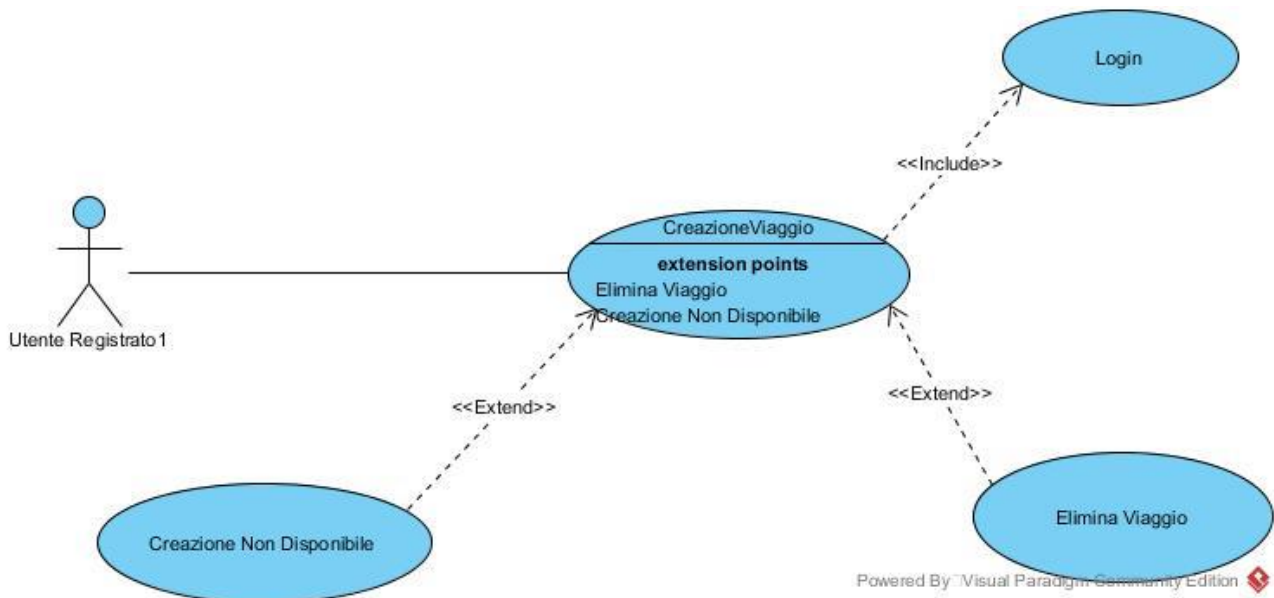 Login
<<Include>>
CreazioneViaggio
extension points
Elimina Viaggio
Creazione Non Disponibile
Utente Registrato1
<<Extend>>
<<Extend>>
Creazione Non Disponibile
Elimina Viaggio
Powered By Visual Paradigm Community Edition